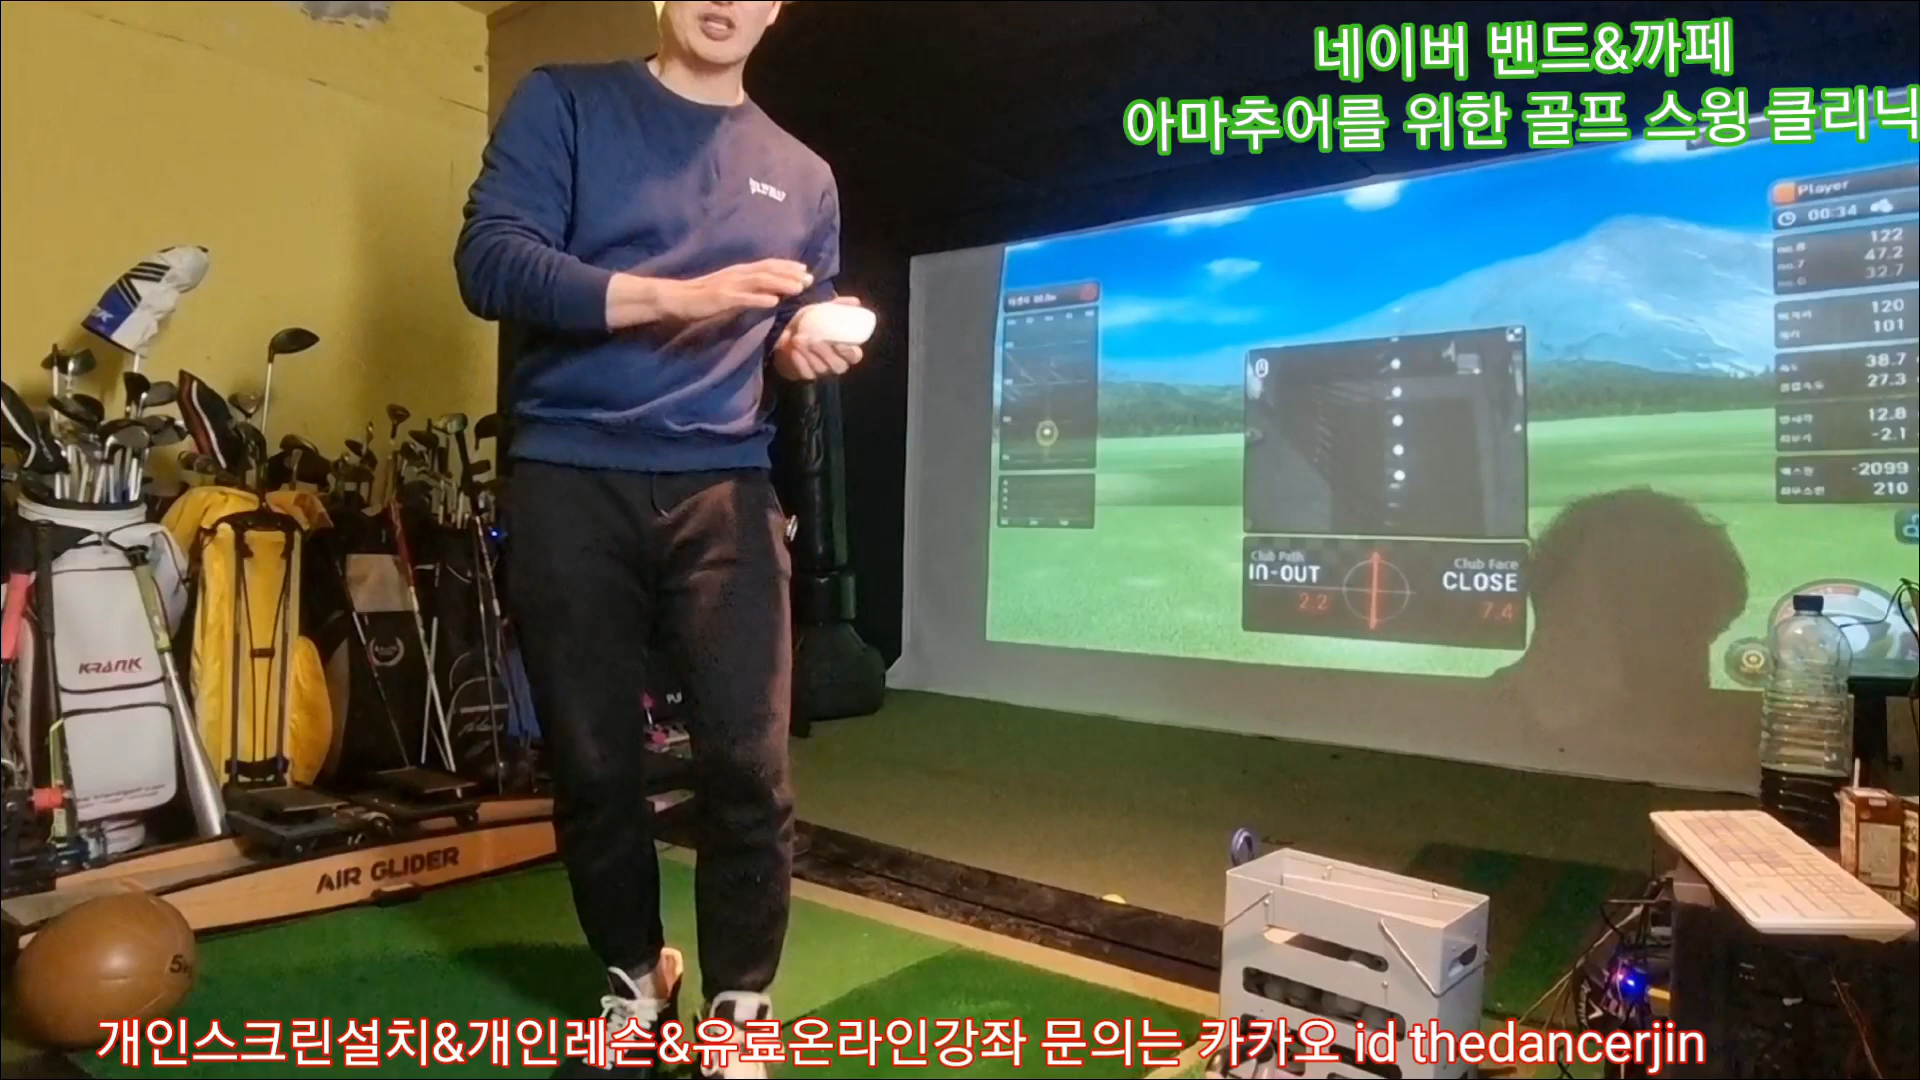 네이버 밴드&까페
아마추어를 위한 골프 스윙 클리닉
Player
00:34
122
no.7 47.2
32.7
120
101
38.7
27.3
12.8
-2.1
-2099
210
Club Path
IN-OUT
2.2
Club Face
CLOSE
7.4
KRANK
AIR GLIDER
개인스크린설치&개인레슨&유료온라인강좌 문의는 카카오 id thedancerjin